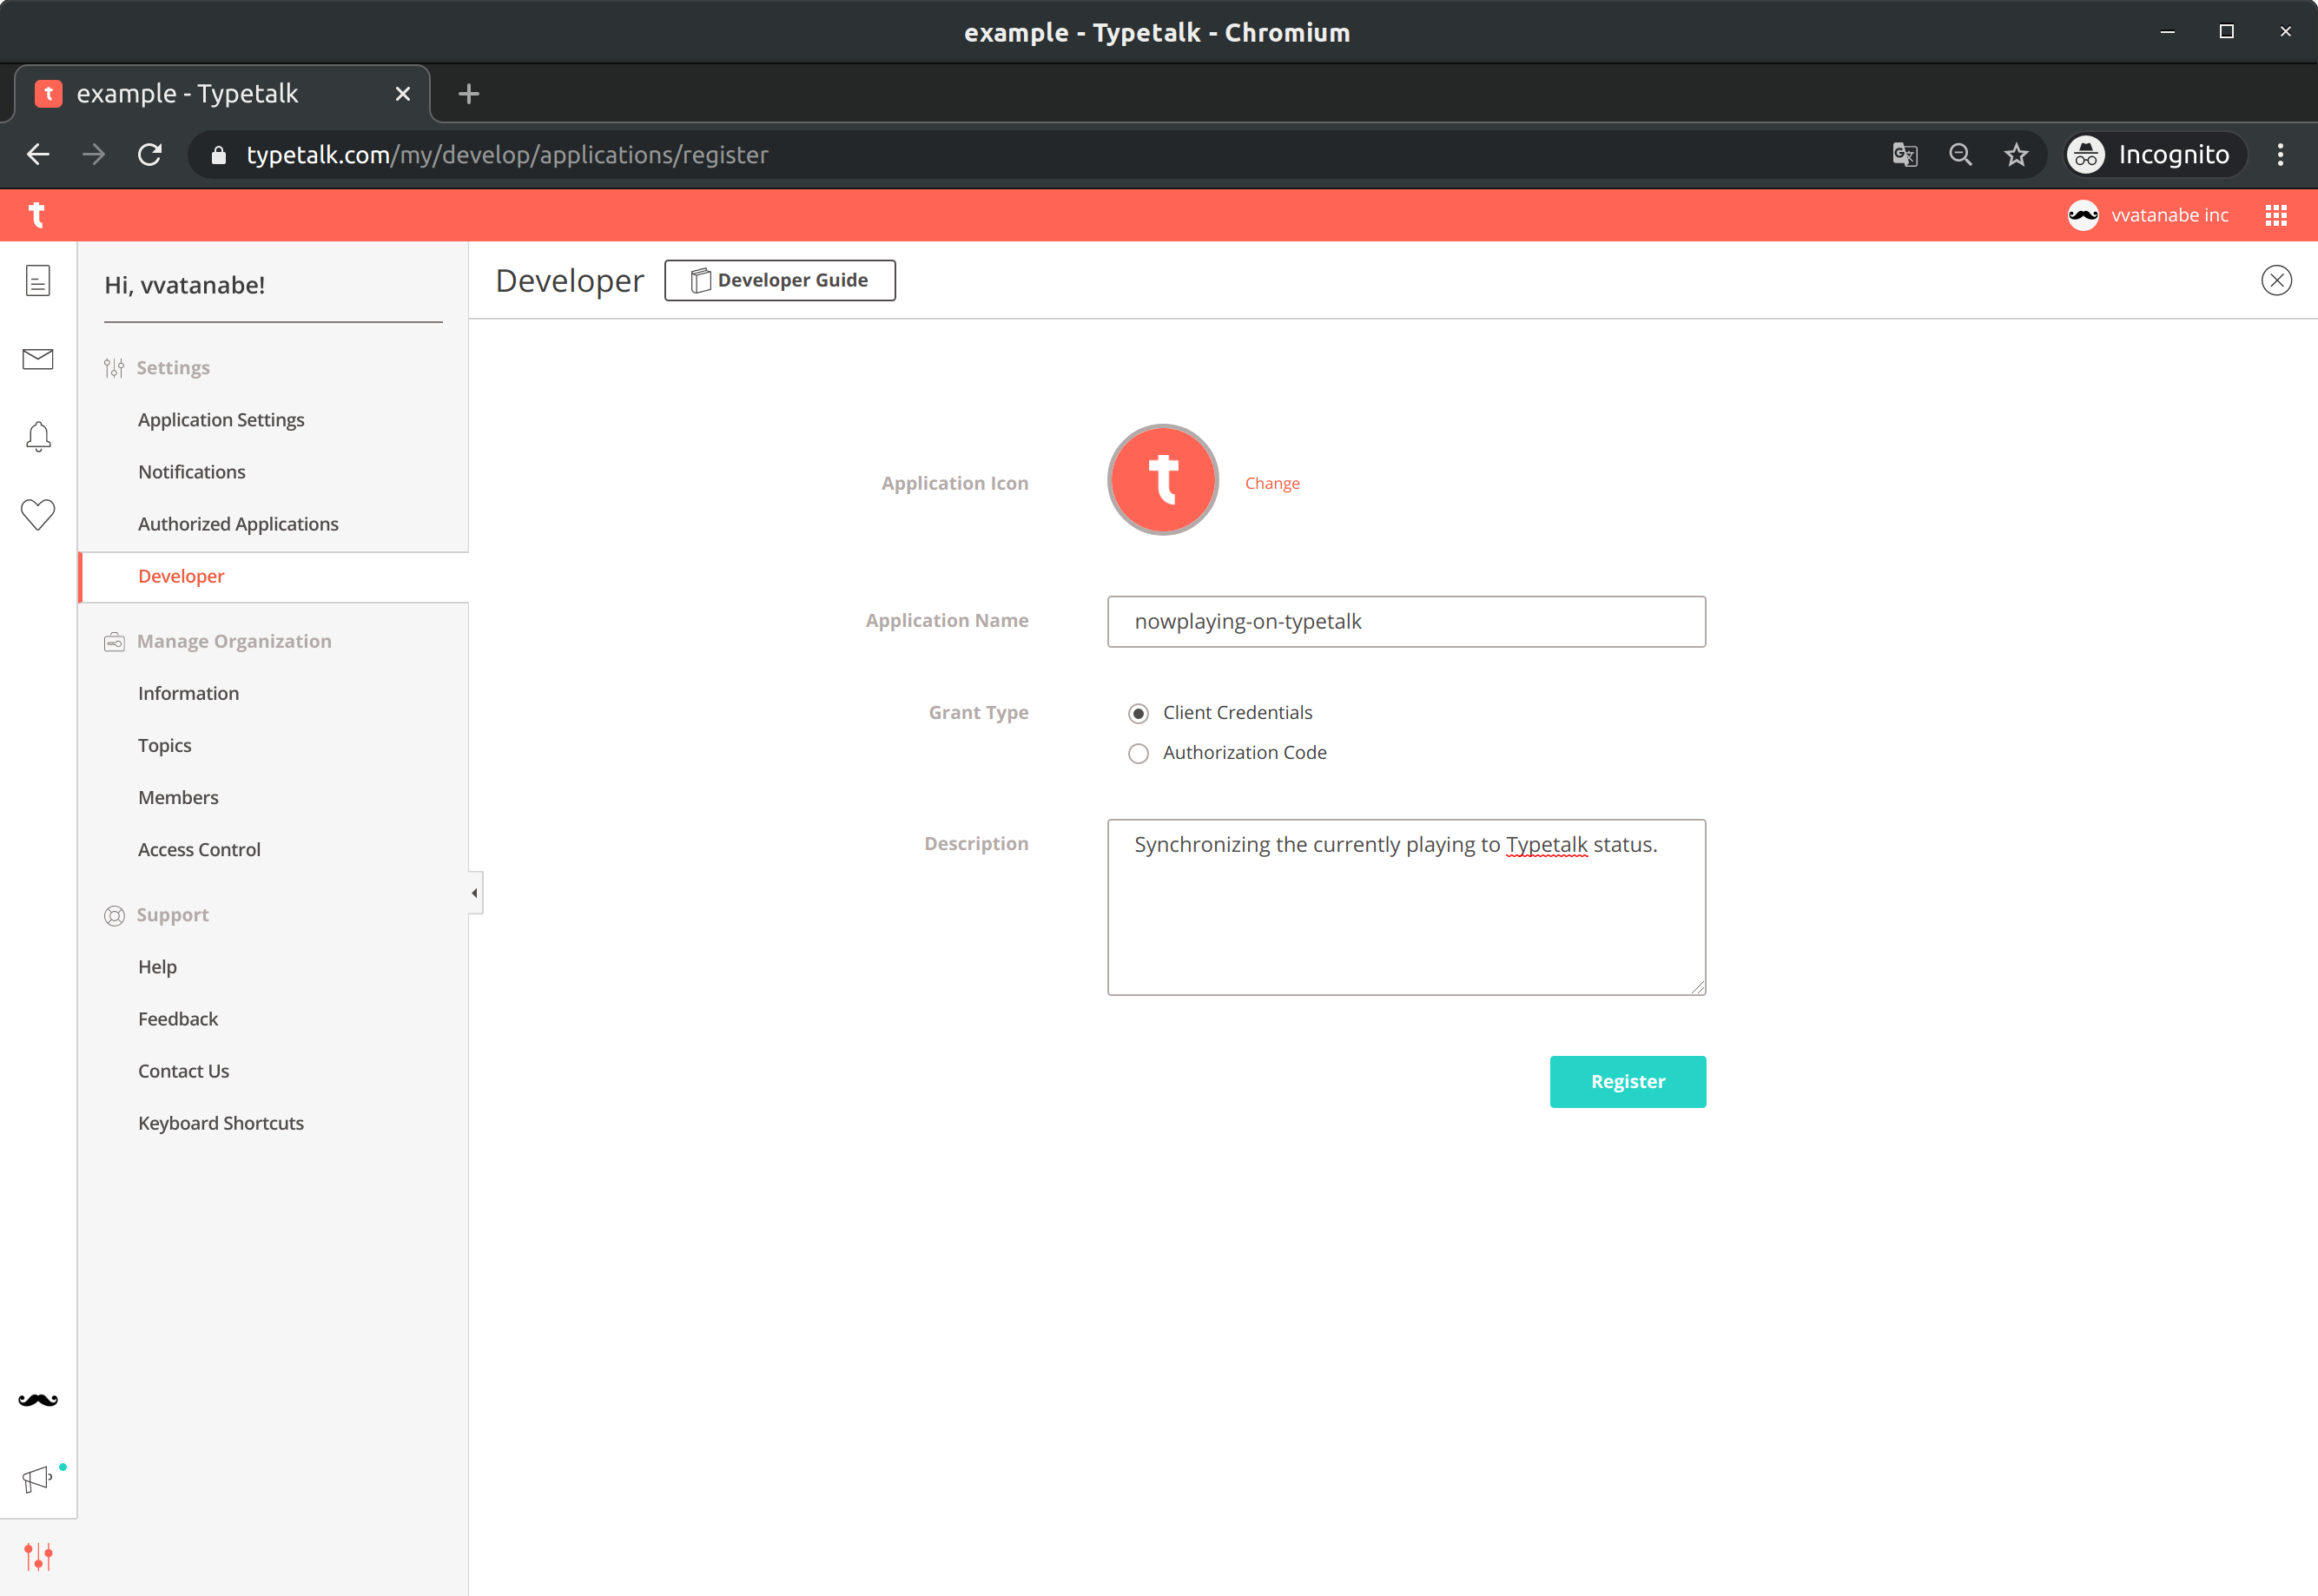 example - Typetalk - Chromium
example - Typetalk
typetalk.com/my/develop/applications/register
Incognito
t
vvatanabe inc
Hi, vvatanabe!
Settings
Application Settings
Notifications
Authorized Applications
Developer
Manage Organization
Information
Topics
Members
Access Control
Support
Help
Feedback
Contact Us
Keyboard Shortcuts
Developer
Developer Guide
Application Icon
t
Change
Application Name
nowplaying-on-typetalk
Grant Type
Client Credentials
Authorization Code
Description
Synchronizing the currently playing to Typetalk status.
Register